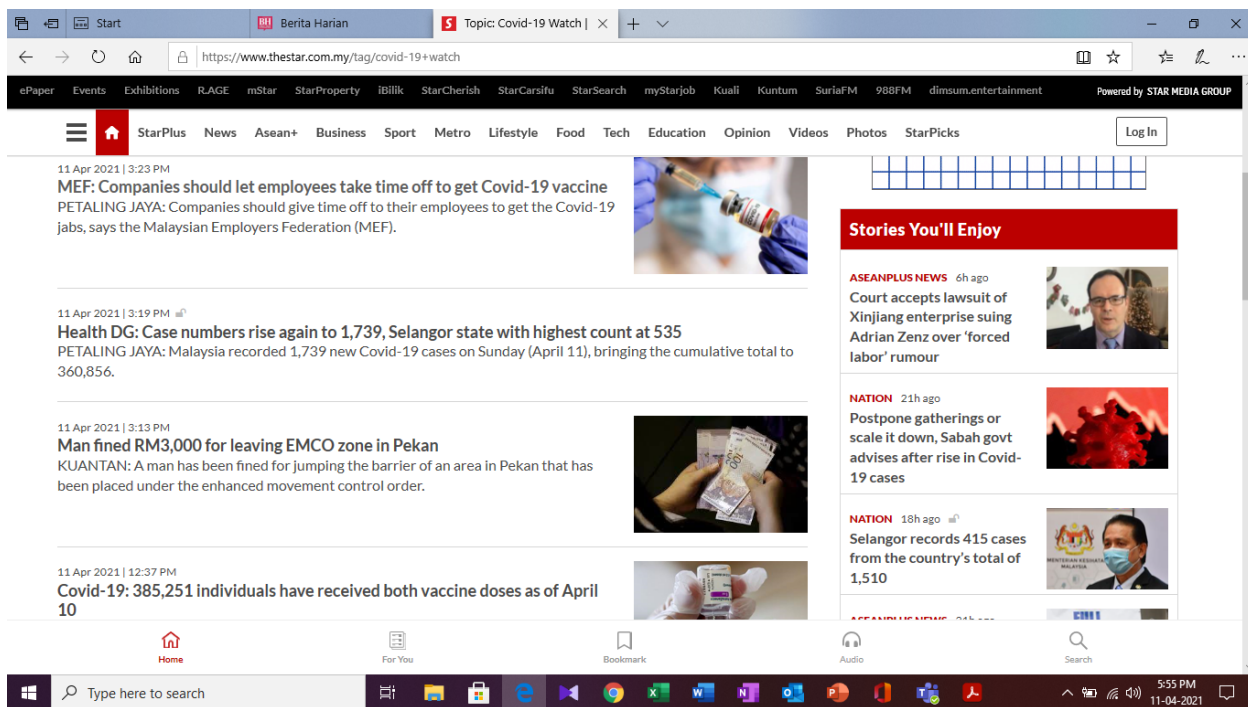 Start
BH Berita Harian
S Topic: Covid-19 Watch |
https://www.thestar.com.my/tag/covid-19+watch
ePaper Events Exhibitions R.AGE mStar StarProperty iBilik StarCherish StarCarsifu StarSearch myStarjob Kuali Kuntum SuriaFM 988FM dimsum.entertainment Powered by STAR MEDIA GROUP
StarPlus News Asean+ Business Sport Metro Lifestyle Food Tech Education Opinion Videos Photos StarPicks Log In
11 Apr 2021 | 3:23 PM
MEF: Companies should let employees take time off to get Covid-19 vaccine
PETALING JAYA: Companies should give time off to their employees to get the Covid-19
jabs, says the Malaysian Employers Federation (MEF).
11 Apr 2021 | 3:19 PM
Health DG: Case numbers rise again to 1,739, Selangor state with highest count at 535
PETALING JAYA: Malaysia recorded 1,739 new Covid-19 cases on Sunday (April 11), bringing the cumulative total to
360,856.
11 Apr 2021 | 3:13 PM
Man fined RM3,000 for leaving EMCO zone in Pekan
KUANTAN: A man has been fined for jumping the barrier of an area in Pekan that has
been placed under the enhanced movement control order.
11 Apr 2021 | 12:37 PM
Covid-19: 385,251 individuals have received both vaccine doses as of April
10
Stories You'll Enjoy
ASEANPLUS NEWS 6h ago
Court accepts lawsuit of
Xinjiang enterprise suing
Adrian Zenz over ‘forced
labor’ rumour
NATION 21h ago
Postpone gatherings or
scale it down, Sabah govt
advises after rise in Covid-
19 cases
NATION 18h ago
Selangor records 415 cases
from the country’s total of
1,510
Home
For You
Bookmark
Audio
Search
Type here to search
5:55 PM
11-04-2021